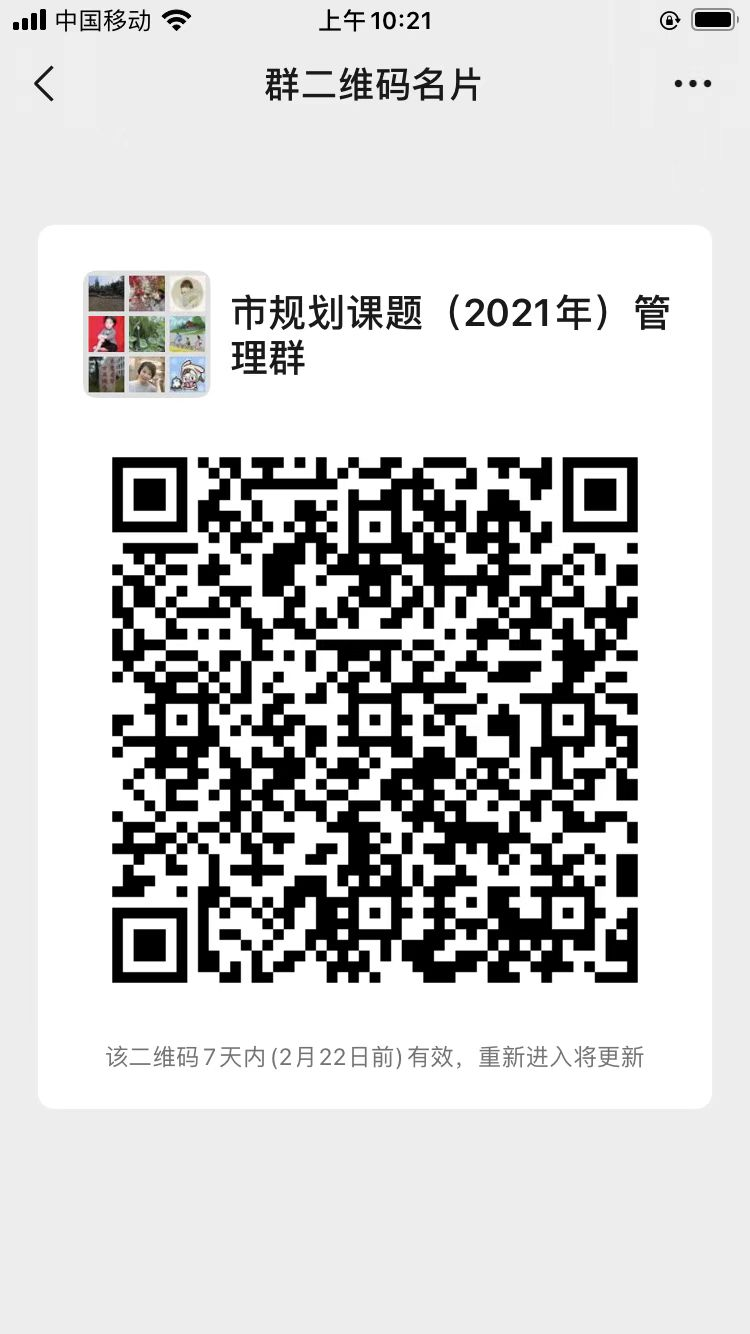 中国移动 上午10:21
群二维码名片
市规划课题（2021年）管
理群
该二维码7天内(2月22日前)有效，重新进入将更新